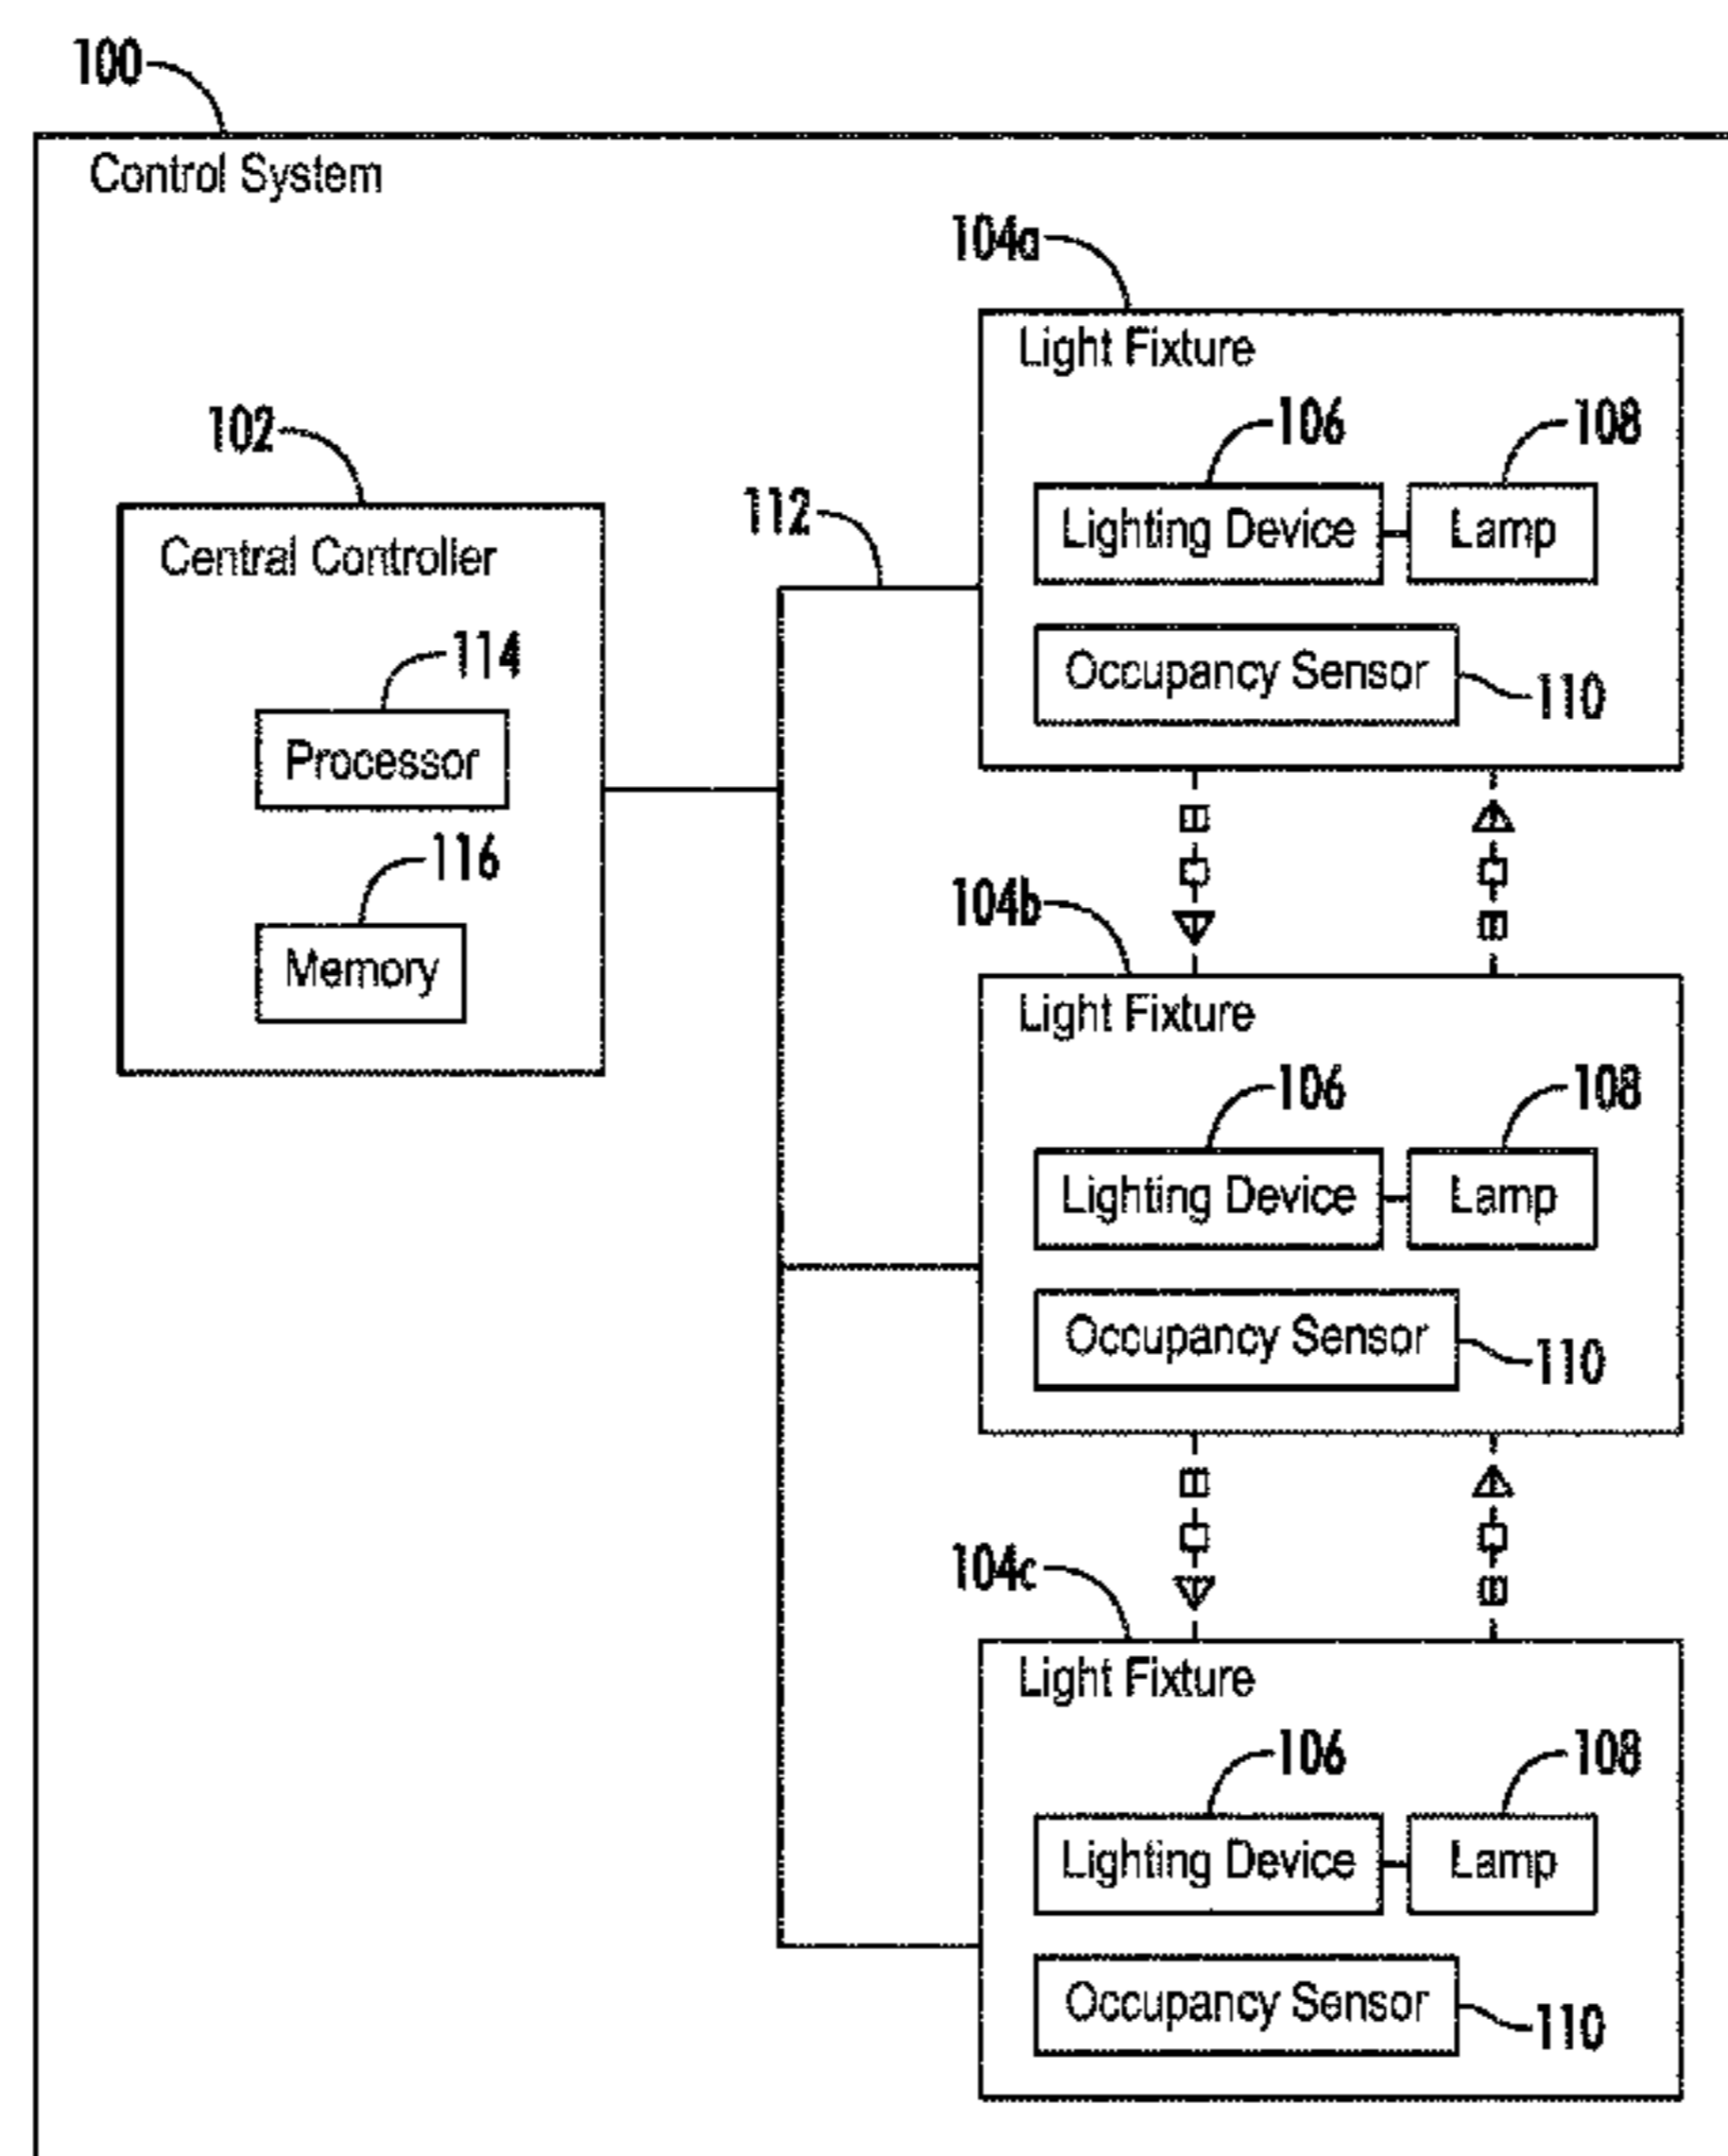 100
Control System
104a
Light Fixture
102
106
108
112
Lighting Device
Lamp
Central Controller
114
Occupancy Sensor
110
Processor
116
104b
Memory
Light Fixture
106
108
Lighting Device
Lamp
Occupancy Sensor
110
104c
Light Fixture
106
108
Lighting Device
Lamp
Occupancy Sensor
110